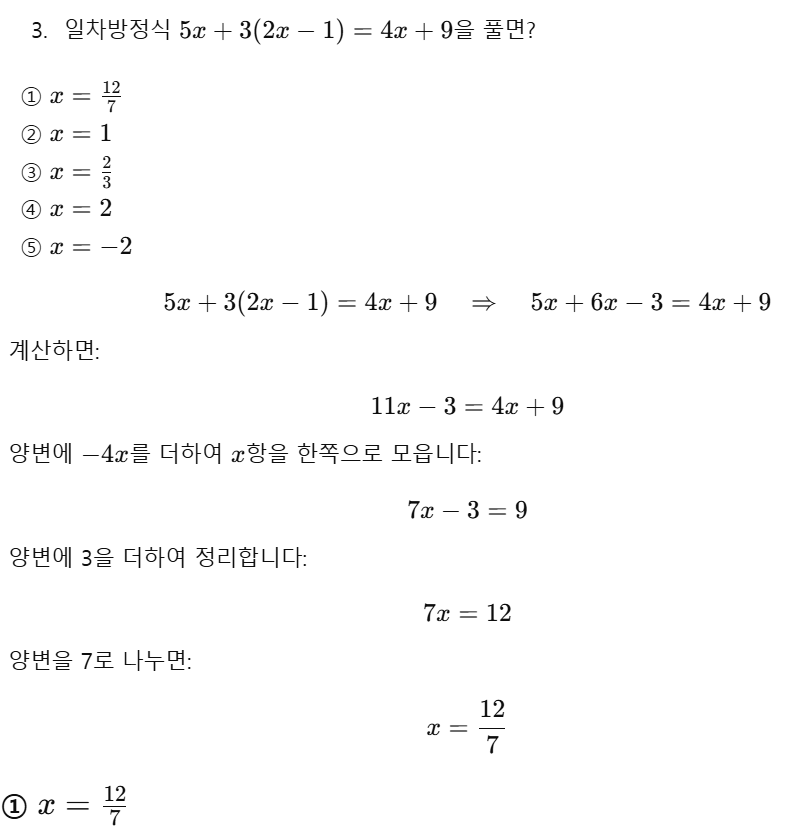 3. 일차방정식 5x + 3(2x − 1) = 4x + 9을 풀면?
① x = 12/7
② x = 1
③ x = 2/3
④ x = 2
⑤ x = −2
5x + 3(2x − 1) = 4x + 9 ⇒ 5x + 6x − 3 = 4x + 9
계산하면:
11x − 3 = 4x + 9
양변에 −4x를 더하여 x항을 한쪽으로 모읍니다:
7x − 3 = 9
양변에 3을 더하여 정리합니다:
7x = 12
양변을 7로 나누면:
x = 12/7
① x = 12/7